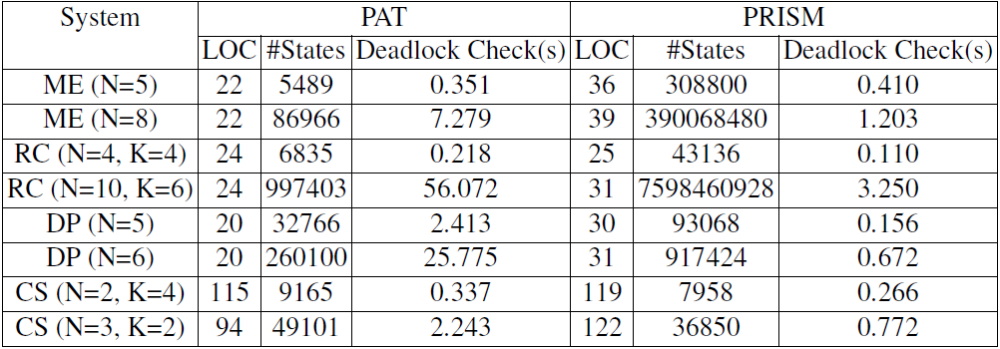 System PAT PRISM
LOC #States Deadlock Check(s) LOC #States Deadlock Check(s)
ME (N=5) 22 5489 0.351 36 308800 0.410
ME (N=8) 22 86966 7.279 39 390068480 1.203
RC (N=4, K=4) 24 6835 0.218 25 43136 0.110
RC (N=10, K=6) 24 997403 56.072 31 7598460928 3.250
DP (N=5) 20 32766 2.413 30 93068 0.156
DP (N=6) 20 260100 25.775 31 917424 0.672
CS (N=2, K=4) 115 9165 0.337 119 7958 0.266
CS (N=3, K=2) 94 49101 2.243 122 36850 0.772